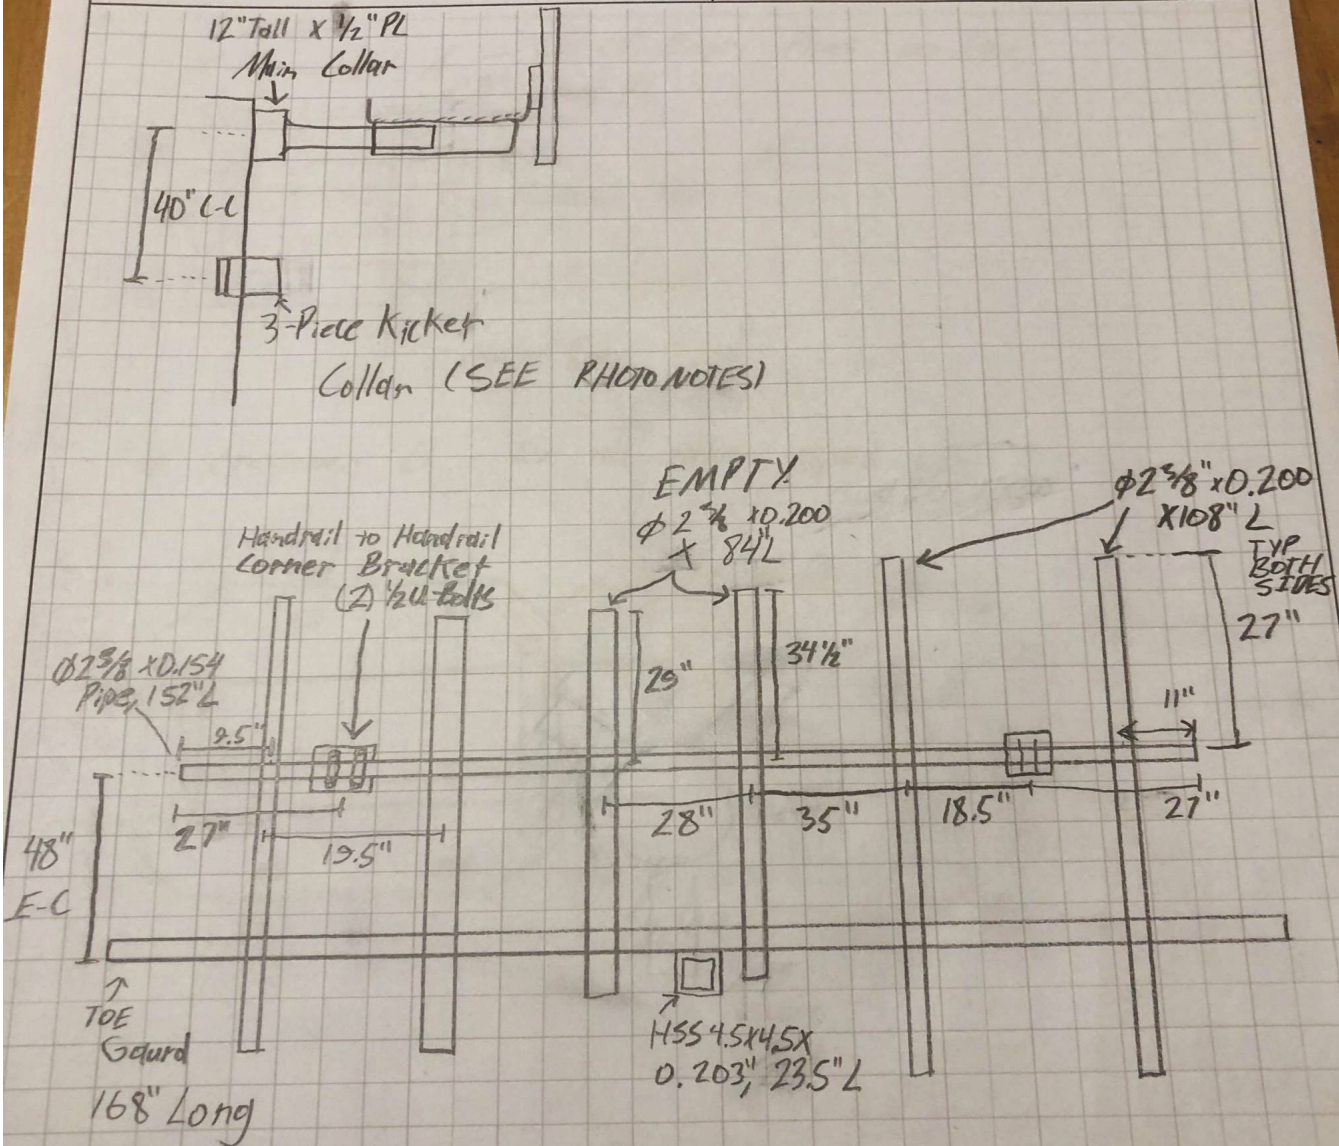 12"Tall x 1/2" PL
Main Collar
40" C-C
3-Piece Kicker
Collar (SEE PHOTO NOTES)
EMPTY
Φ2 3/8 x0.200
x 84"L
Φ2 3/8" x0.200
x108" L
TYP
BOTH
SIDES
Handrail to Handrail
Corner Bracket
(2) 1/2 U-Bolts
Φ2 3/8 x0.154
Pipe, 152"L
9.5"
29"
34 1/2"
27"
11"
27"
19.5"
28"
35"
18.5"
27"
48"
E-C
TOE
Gaurd
168" Long
HSS 4.5x4.5x
0.203", 23.5"L